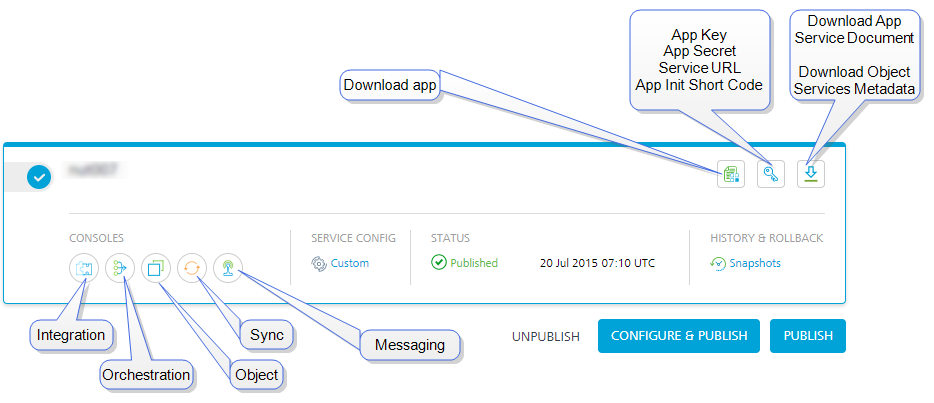 Download app
App Key
App Secret
Service URL
App Init Short Code
Download App
Service Document
Download Object
Services Metadata
CONSOLES
SERVICE CONFIG
STATUS
HISTORY & ROLLBACK
Custom
Published
20 Jul 2015 07:10 UTC
Snapshots
Integration
Orchestration
Object
Sync
Messaging
UNPUBLISH
CONFIGURE & PUBLISH
PUBLISH